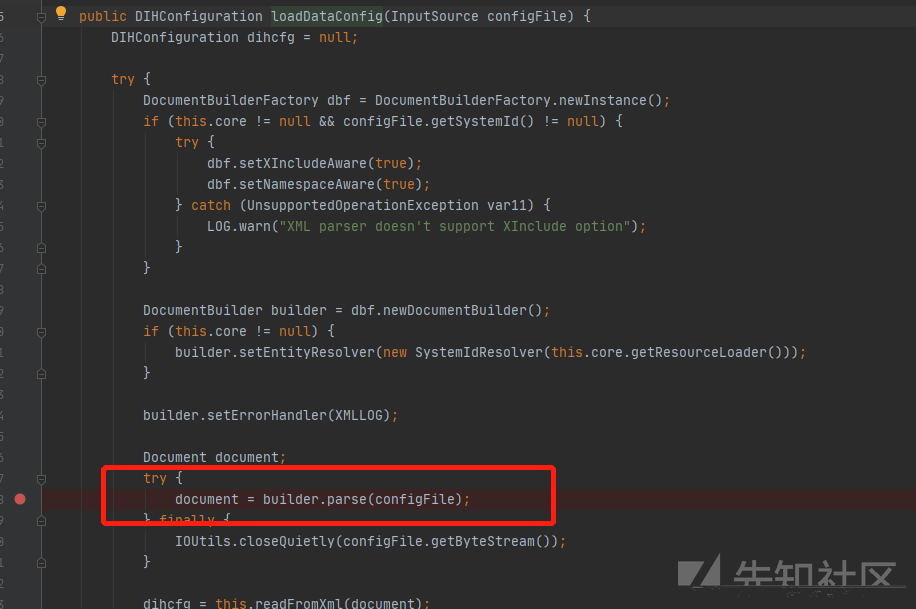 public DIHConfiguration loadDataConfig(InputSource configFile) {
DIHConfiguration dihcfg = null;
try {
DocumentBuilderFactory dbf = DocumentBuilderFactory.newInstance();
if (this.core != null && configFile.getSystemId() != null) {
try {
dbf.setXIncludeAware(true);
dbf.setNamespaceAware(true);
} catch (UnsupportedOperationException var11) {
LOG.warn("XML parser doesn't support XInclude option");
}
}
DocumentBuilder builder = dbf.newDocumentBuilder();
if (this.core != null) {
builder.setEntityResolver(new SystemIdResolver(this.core.getResourceLoader()));
}
builder.setErrorHandler(XMLLOG);
Document document;
try {
document = builder.parse(configFile);
} finally {
IOUtils.closeQuietly(configFile.getByteStream());
}
dihcfg = this.readFromXml(document);
先知社区